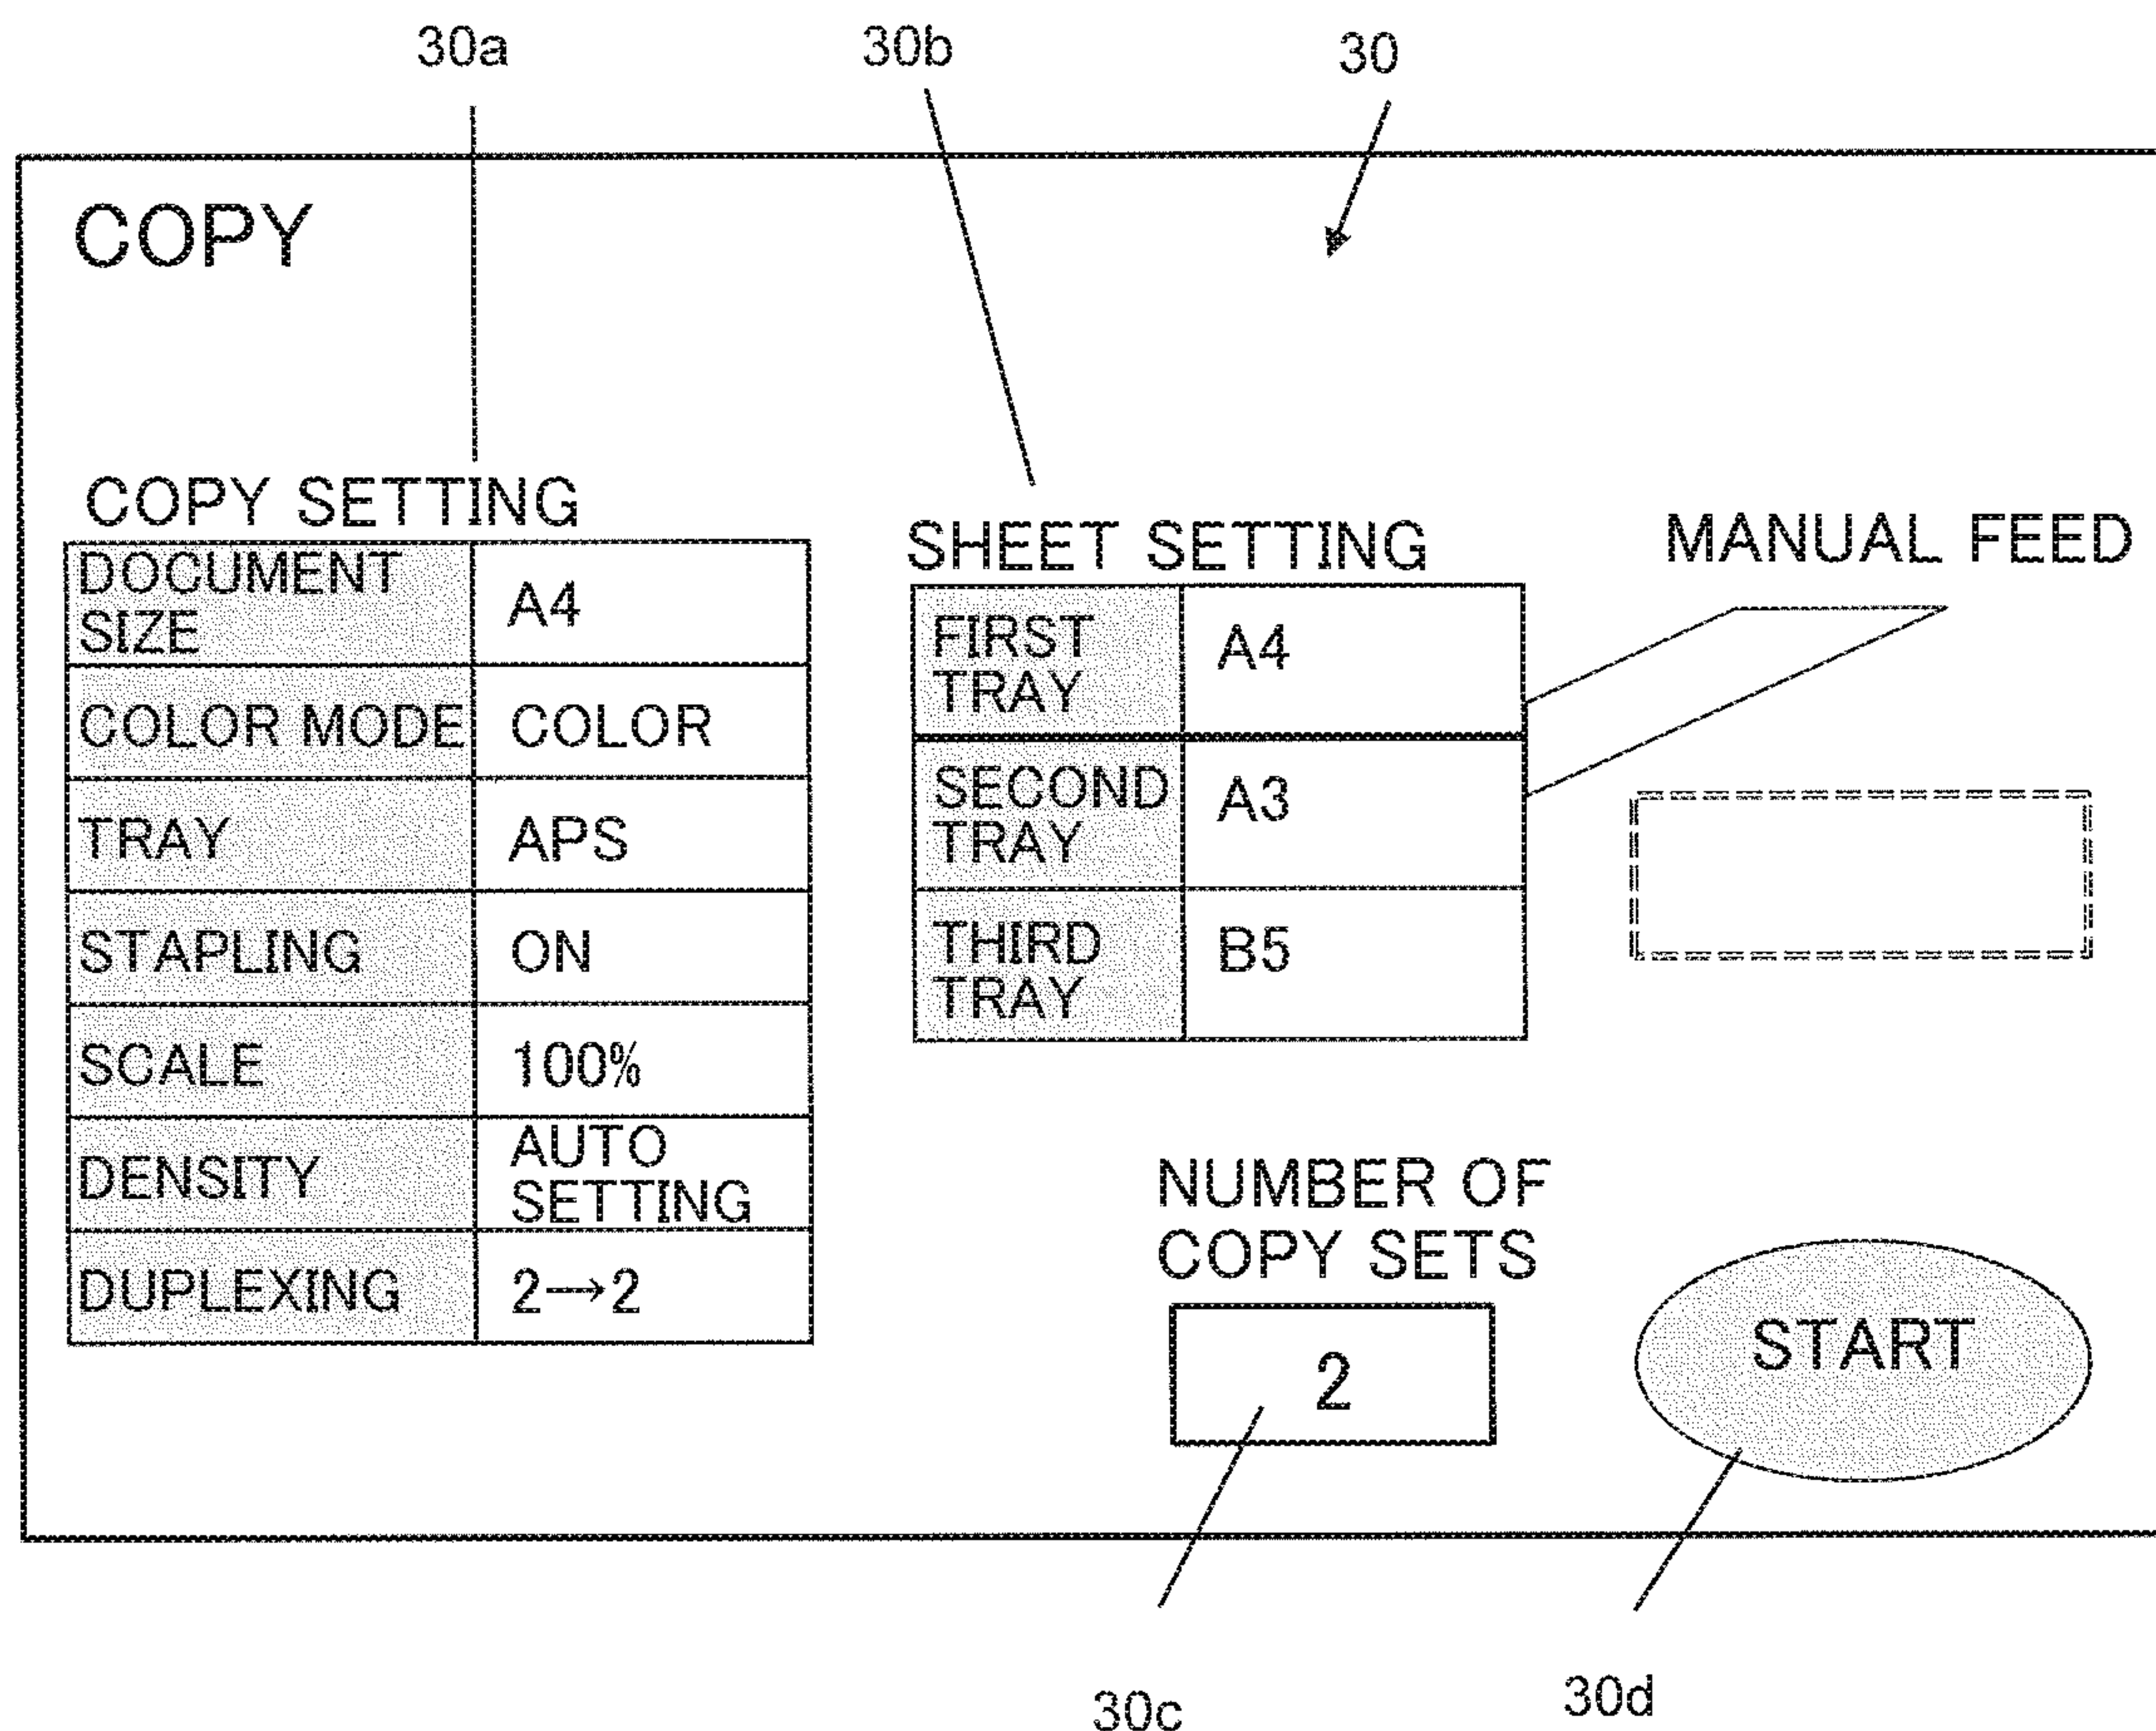 30a 30b 30
COPY
COPY SETTING
DOCUMENT
SIZE
A4
COLOR MODE COLOR
TRAY APS
STAPLING ON
SCALE 100%
DENSITY
AUTO
SETTING
DUPLEXING 2→2
SHEET SETTING
FIRST
TRAY
A4
SECOND
TRAY
A3
THIRD
TRAY
B5
MANUAL FEED
NUMBER OF
COPY SETS
2
START
30c 30d